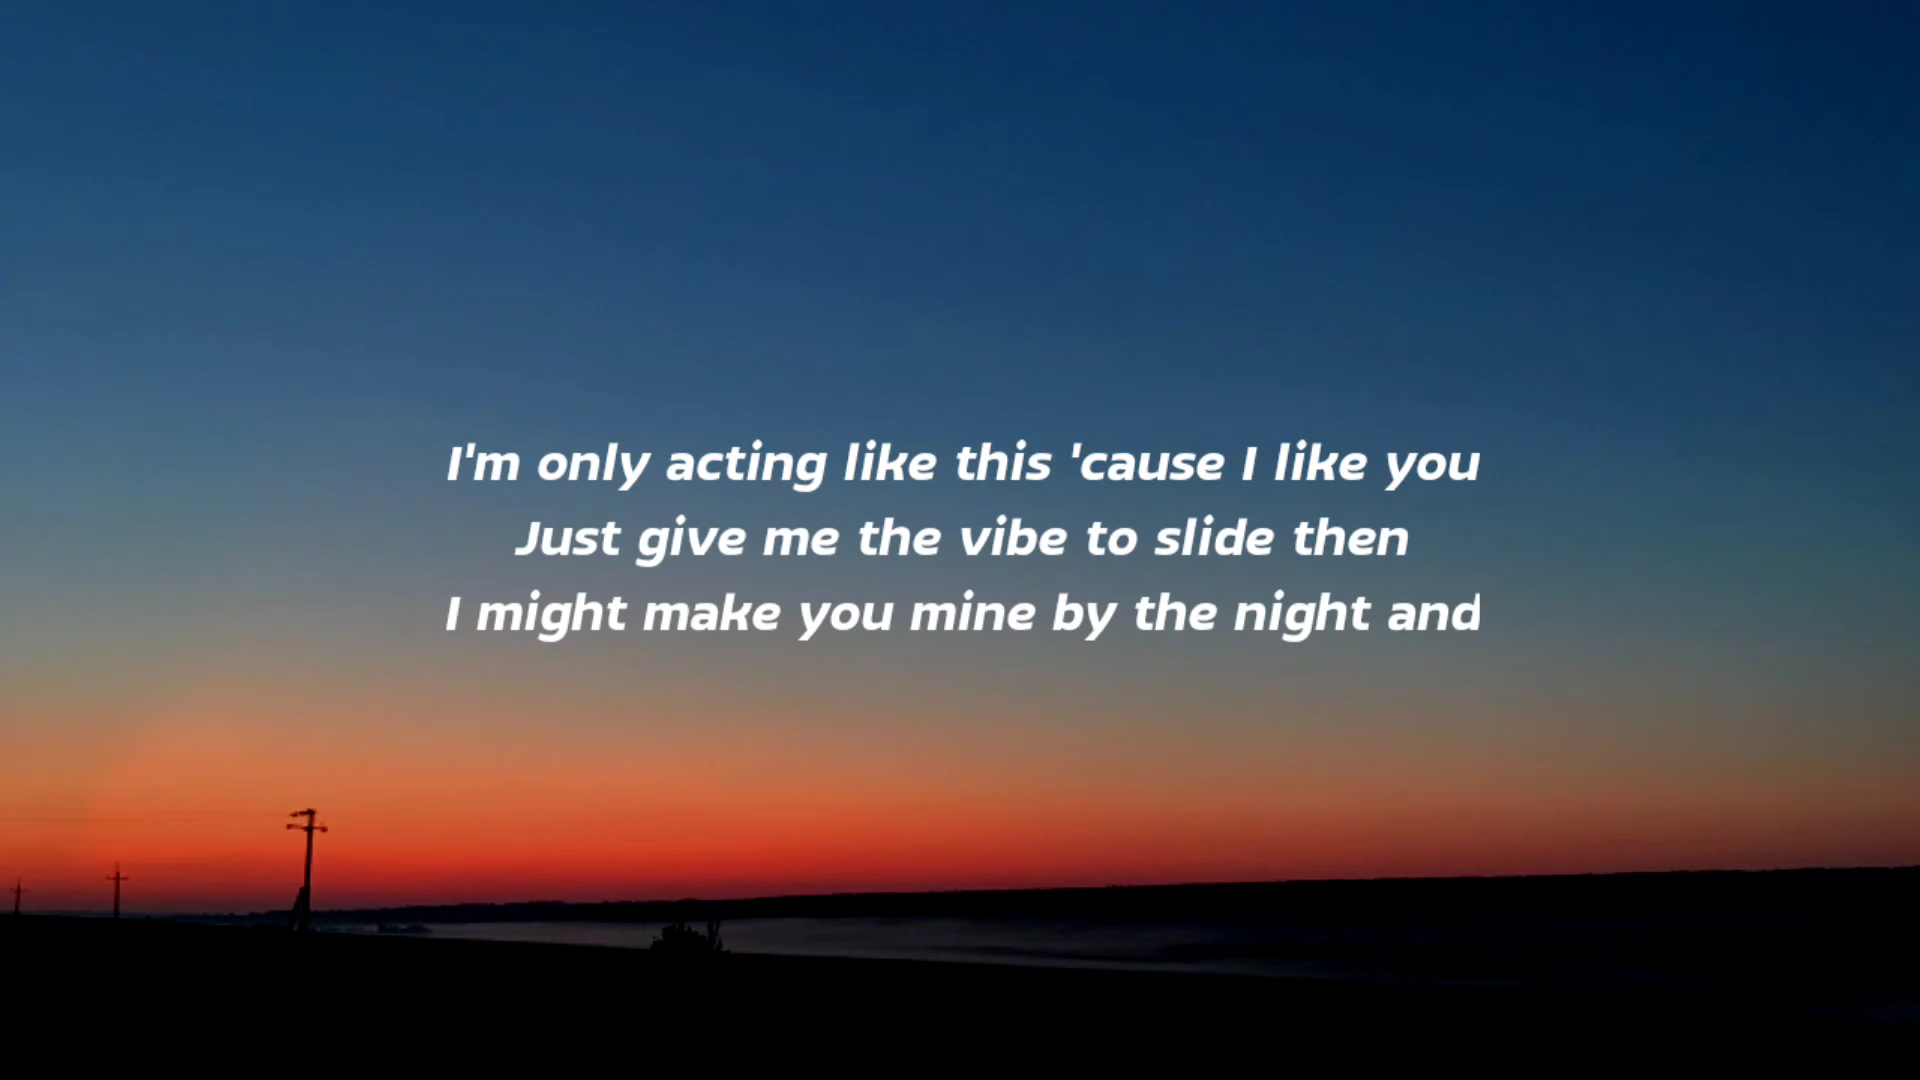 I'm only acting like this 'cause I like you
Just give me the vibe to slide then
I might make you mine by the night and